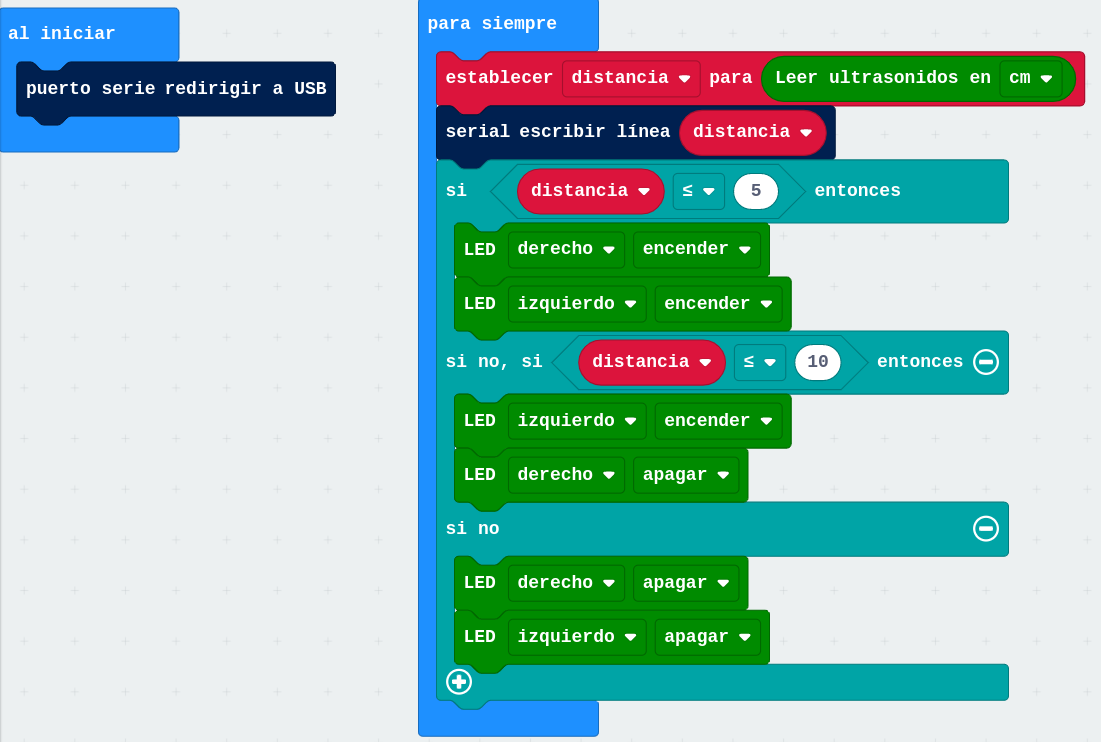 al iniciar
puerto serie redirigir a USB
para siempre
establecer distancia para Leer ultrasonidos en cm
serial escribir línea distancia
si distancia ≤ 5 entonces
LED derecho encender
LED izquierdo encender
si no, si distancia ≤ 10 entonces
LED izquierdo encender
LED derecho apagar
si no
LED derecho apagar
LED izquierdo apagar